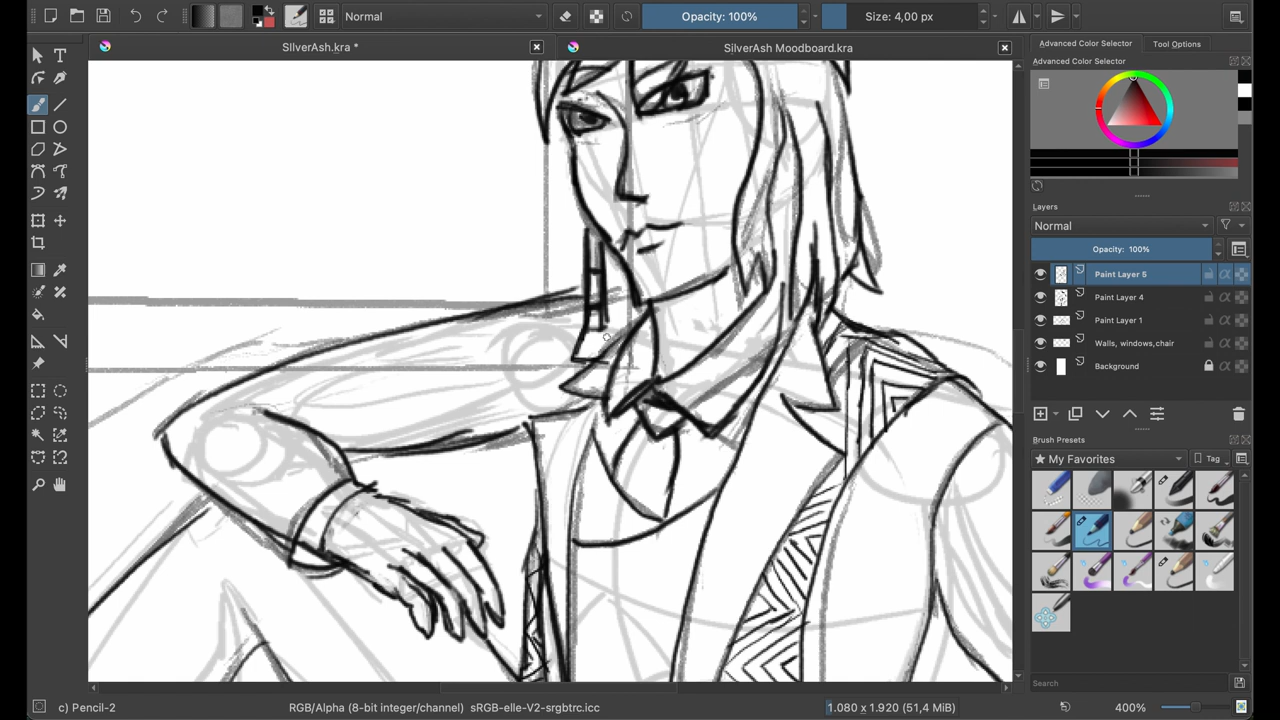 Normal
Opacity: 100%
Size: 4,00 px
SIlverAsh.kra *
SilverAsh Moodboard.kra
Advanced Color Selector
Tool Options
Advanced Color Selector
Layers
Normal
Opacity: 100%
Paint Layer 5
Paint Layer 4
Paint Layer 1
Walls, windows,chair
Background
Brush Presets
★ My Favorites
Tag
Search
c) Pencil-2
RGB/Alpha (8-bit integer/channel) sRGB-elle-V2-srgbtrc.icc
1.080 x 1.920 (51,4 MiB)
400%